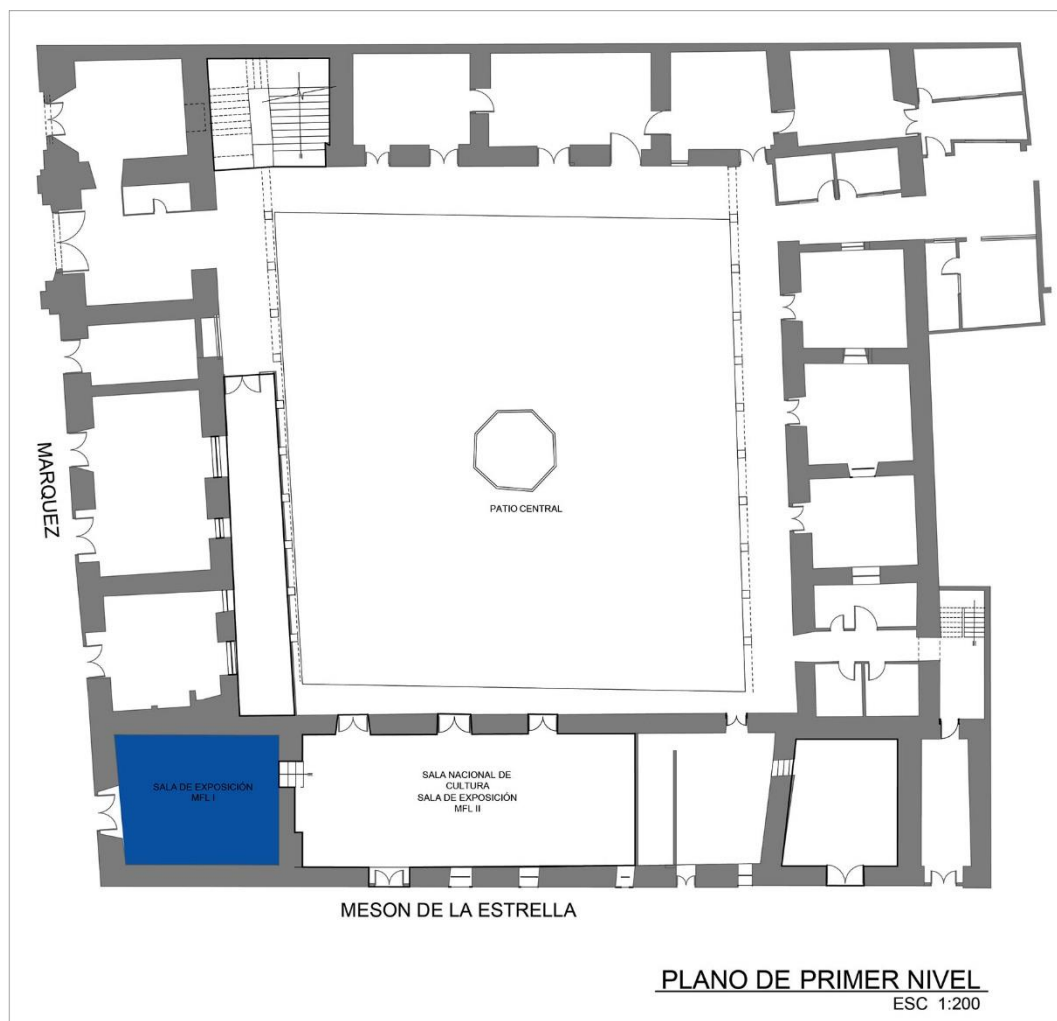 PATIO CENTRAL
MARQUEZ
SALA DE EXPOSICIÓN
MFL I
SALA NACIONAL DE
CULTURA
SALA DE EXPOSICIÓN
MFL II
MESON DE LA ESTRELLA
PLANO DE PRIMER NIVEL
ESC 1:200